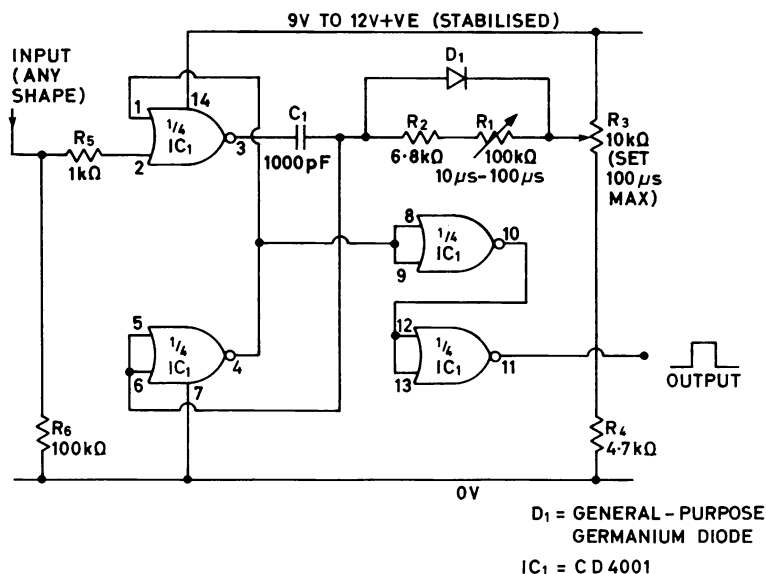 9V TO 12V+VE (STABILISED)
INPUT
(ANY
SHAPE)
D₁
14
1
¼
IC₁
3
2
R₅
1kΩ
C₁
1000pF
R₂
6·8kΩ
R₁
100kΩ
10µs–100µs
R₃
10kΩ
(SET
100µs
MAX)
8
¼
IC₁
10
9
5
¼
IC₁
4
6
7
12
¼
IC₁
11
13
OUTPUT
R₆
100kΩ
R₄
4·7kΩ
0V
D₁ = GENERAL-PURPOSE
GERMANIUM DIODE
IC₁ = CD4001